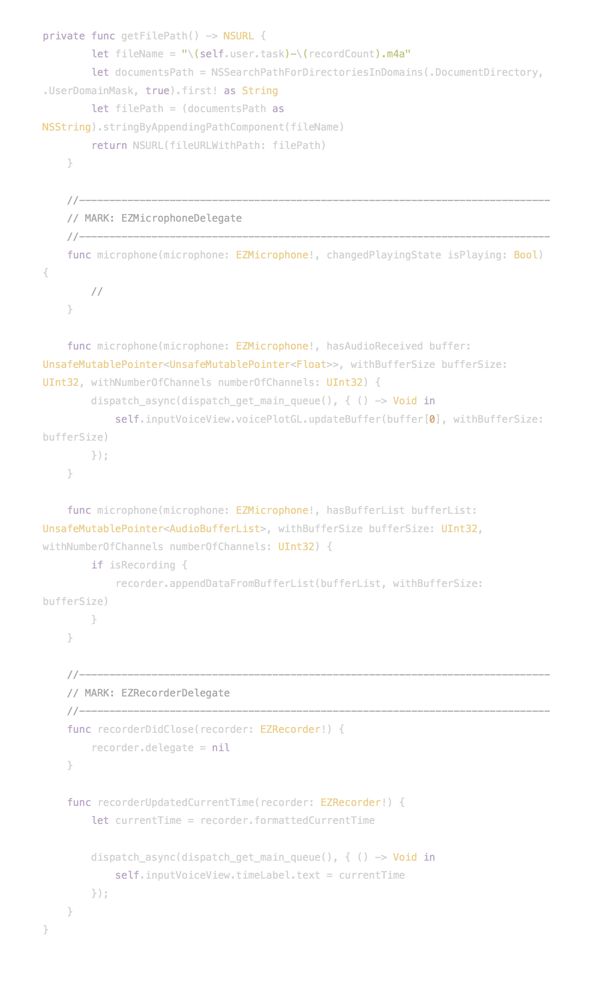 private func getFilePath() -> NSURL {
        let fileName = "\(self.user.task)-\(recordCount).m4a"
        let documentsPath = NSSearchPathForDirectoriesInDomains(.DocumentDirectory,
.UserDomainMask, true).first! as String
        let filePath = (documentsPath as
NSString).stringByAppendingPathComponent(fileName)
        return NSURL(fileURLWithPath: filePath)
    }

    //------------------------------------------------------------------------------
    // MARK: EZMicrophoneDelegate
    //------------------------------------------------------------------------------
    func microphone(microphone: EZMicrophone!, changedPlayingState isPlaying: Bool)
{
        //
    }

    func microphone(microphone: EZMicrophone!, hasAudioReceived buffer:
UnsafeMutablePointer<UnsafeMutablePointer<Float>>, withBufferSize bufferSize:
UInt32, withNumberOfChannels numberOfChannels: UInt32) {
        dispatch_async(dispatch_get_main_queue(), { () -> Void in
            self.inputVoiceView.voicePlotGL.updateBuffer(buffer[0], withBufferSize:
bufferSize)
        });
    }

    func microphone(microphone: EZMicrophone!, hasBufferList bufferList:
UnsafeMutablePointer<AudioBufferList>, withBufferSize bufferSize: UInt32,
withNumberOfChannels numberOfChannels: UInt32) {
        if isRecording {
            recorder.appendDataFromBufferList(bufferList, withBufferSize:
bufferSize)
        }
    }

    //------------------------------------------------------------------------------
    // MARK: EZRecorderDelegate
    //------------------------------------------------------------------------------
    func recorderDidClose(recorder: EZRecorder!) {
        recorder.delegate = nil
    }

    func recorderUpdatedCurrentTime(recorder: EZRecorder!) {
        let currentTime = recorder.formattedCurrentTime

        dispatch_async(dispatch_get_main_queue(), { () -> Void in
            self.inputVoiceView.timeLabel.text = currentTime
        });
    }
}